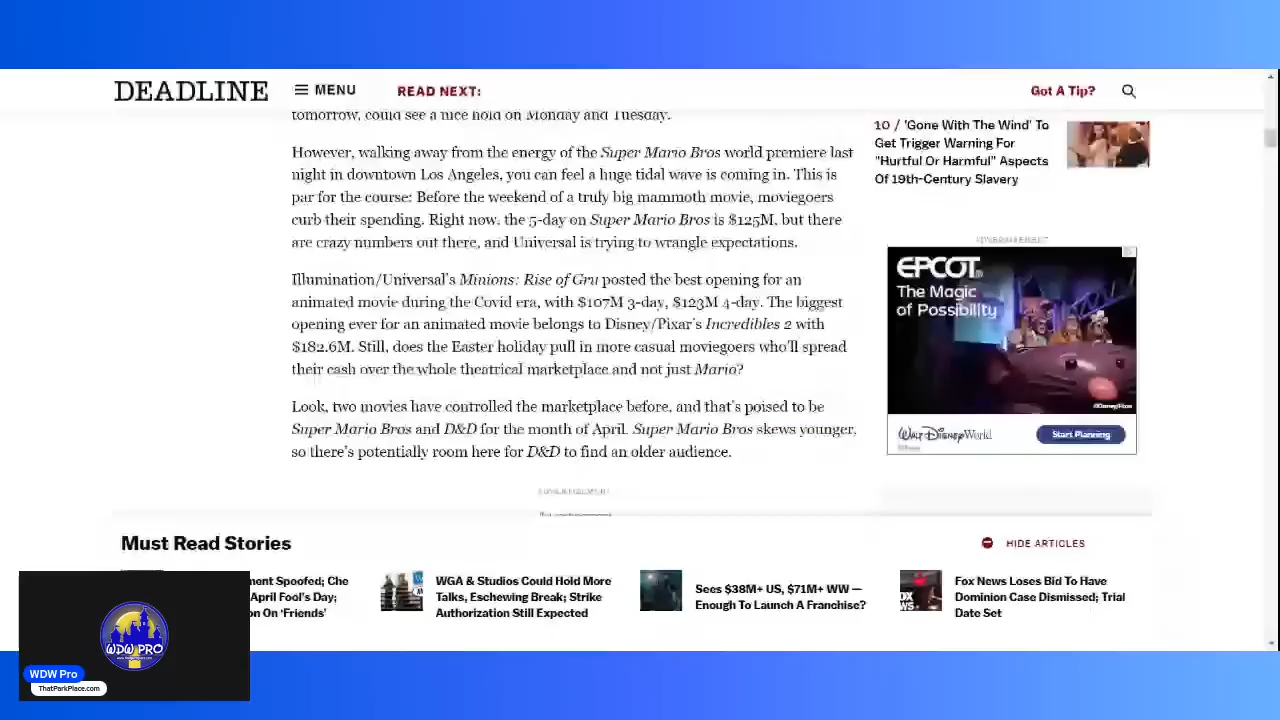 DEADLINE
MENU
READ NEXT:
Got A Tip?
tomorrow, could see a nice hold on Monday and Tuesday.
However, walking away from the energy of the Super Mario Bros world premiere last
night in downtown Los Angeles, you can feel a huge tidal wave is coming in. This is
par for the course: Before the weekend of a truly big mammoth movie, moviegoers
curb their spending. Right now, the 5-day on Super Mario Bros is $125M, but there
are crazy numbers out there, and Universal is trying to wrangle expectations.
Illumination/Universal's Minions: Rise of Gru posted the best opening for an
animated movie during the Covid era, with $107M 3-day, $123M 4-day. The biggest
opening ever for an animated movie belongs to Disney/Pixar's Incredibles 2 with
$182.6M. Still, does the Easter holiday pull in more casual moviegoers who'll spread
their cash over the whole theatrical marketplace and not just Mario?
Look, two movies have controlled the marketplace before, and that's poised to be
Super Mario Bros and D&D for the month of April. Super Mario Bros skews younger,
so there's potentially room here for D&D to find an older audience.
10 / 'Gone With The Wind' To
Get Trigger Warning For
"Hurtful Or Harmful" Aspects
Of 19th-Century Slavery
ADVERTISEMENT
EPCOT
The Magic
of Possibility
©Disney/Pixar
Walt Disney World
Start Planning
ADVERTISEMENT
Must Read Stories
HIDE ARTICLES
ment Spoofed; Che
April Fool's Day;
on On 'Friends'
WGA & Studios Could Hold More
Talks, Eschewing Break; Strike
Authorization Still Expected
Sees $38M+ US, $71M+ WW —
Enough To Launch A Franchise?
Fox News Loses Bid To Have
Dominion Case Dismissed; Trial
Date Set
WDW PRO
WDW Pro
ThatParkPlace.com